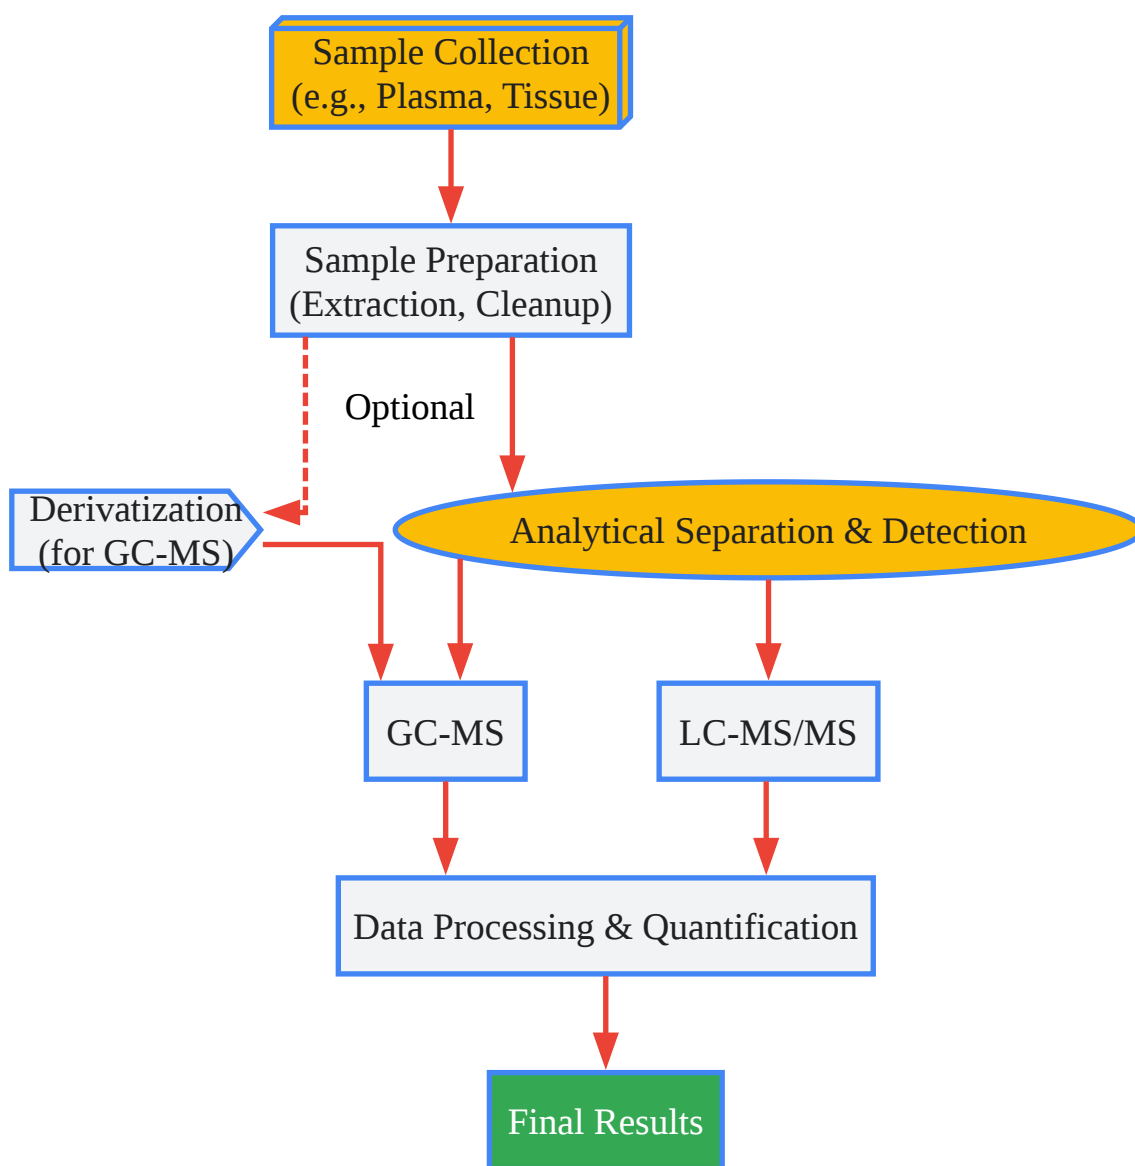 Sample Collection
(e.g., Plasma, Tissue)
Sample Preparation
(Extraction, Cleanup)
Optional
Derivatization
(for GC-MS)
Analytical Separation & Detection
GC-MS
LC-MS/MS
Data Processing & Quantification
Final Results